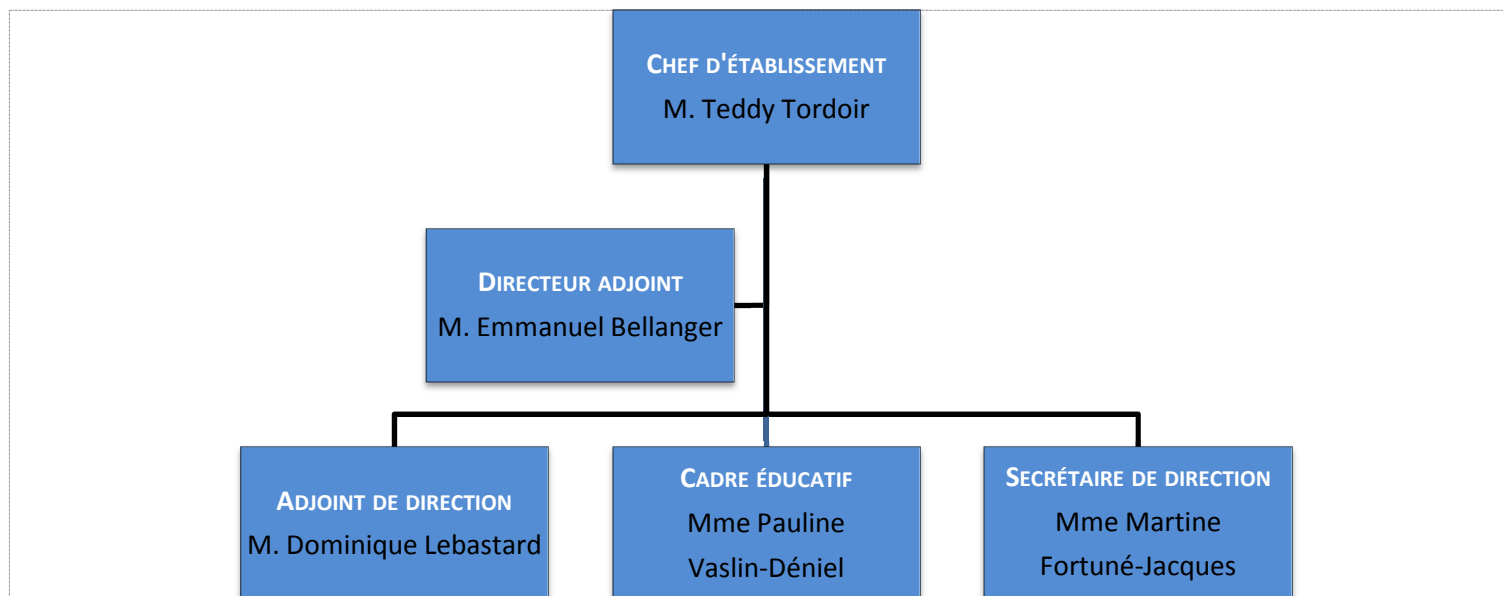 CHEF D'ÉTABLISSEMENT
M. Teddy Tordoir
DIRECTEUR ADJOINT
M. Emmanuel Bellanger
ADJOINT DE DIRECTION
M. Dominique Lebastard
CADRE ÉDUCATIF
Mme Pauline
Vaslin-Déniel
SECRÉTAIRE DE DIRECTION
Mme Martine
Fortuné-Jacques